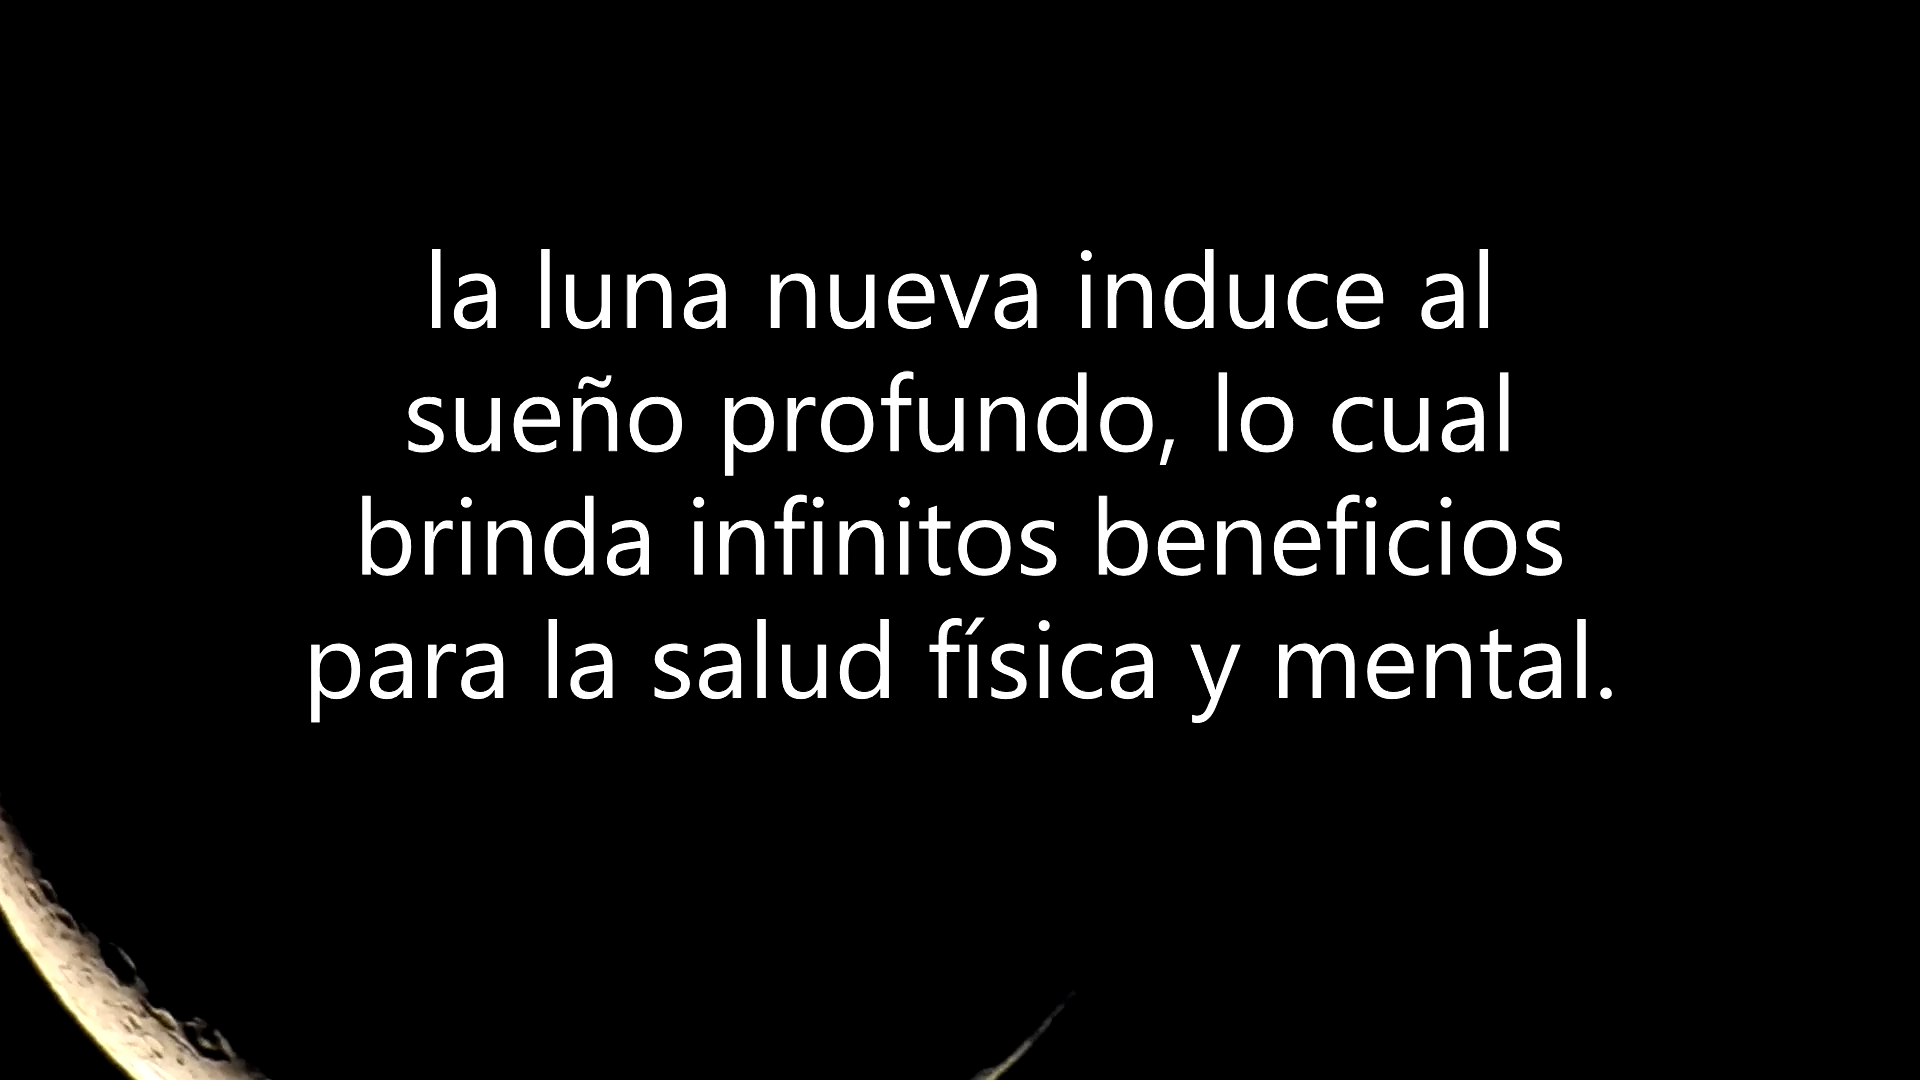 la luna nueva induce al
sueño profundo, lo cual
brinda infinitos beneficios
para la salud física y mental.